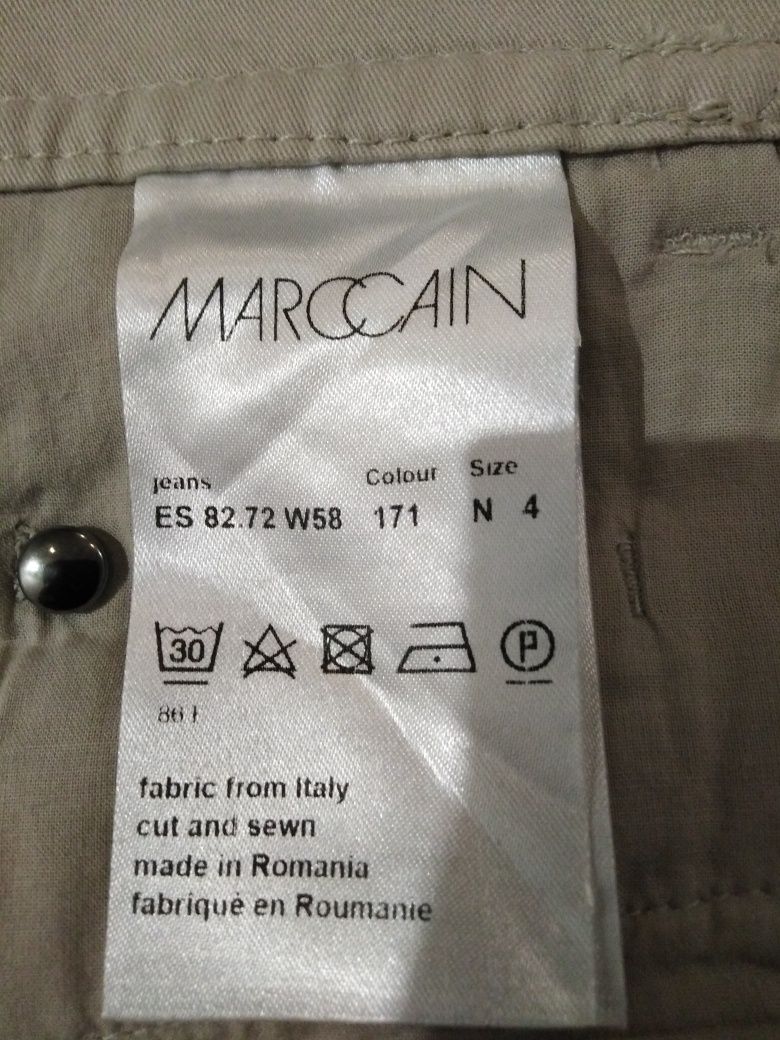 MARCCAIN
jeans Colour Size
ES 82.72 W58 171 N 4
30 P
fabric from Italy
cut and sewn
made in Romania
fabriqué en Roumanie